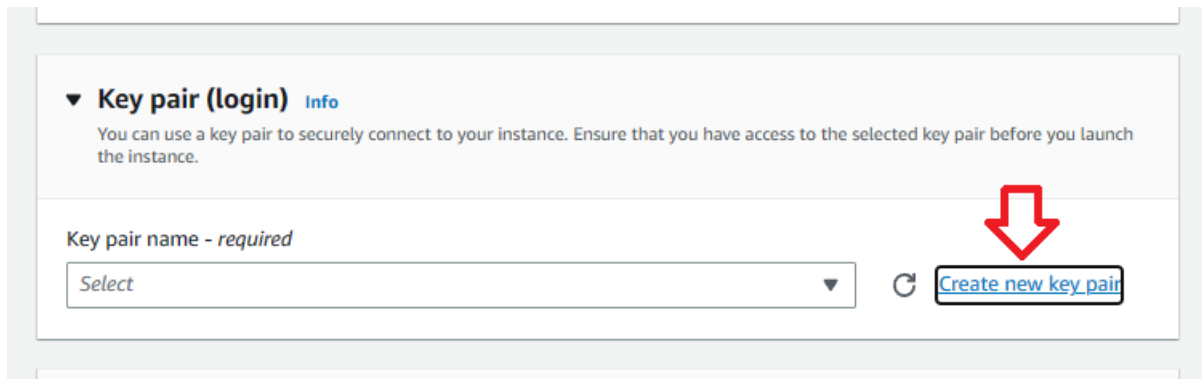 Key pair (login) Info
You can use a key pair to securely connect to your instance. Ensure that you have access to the selected key pair before you launch
the instance.
Key pair name - required
Select
Create new key pair